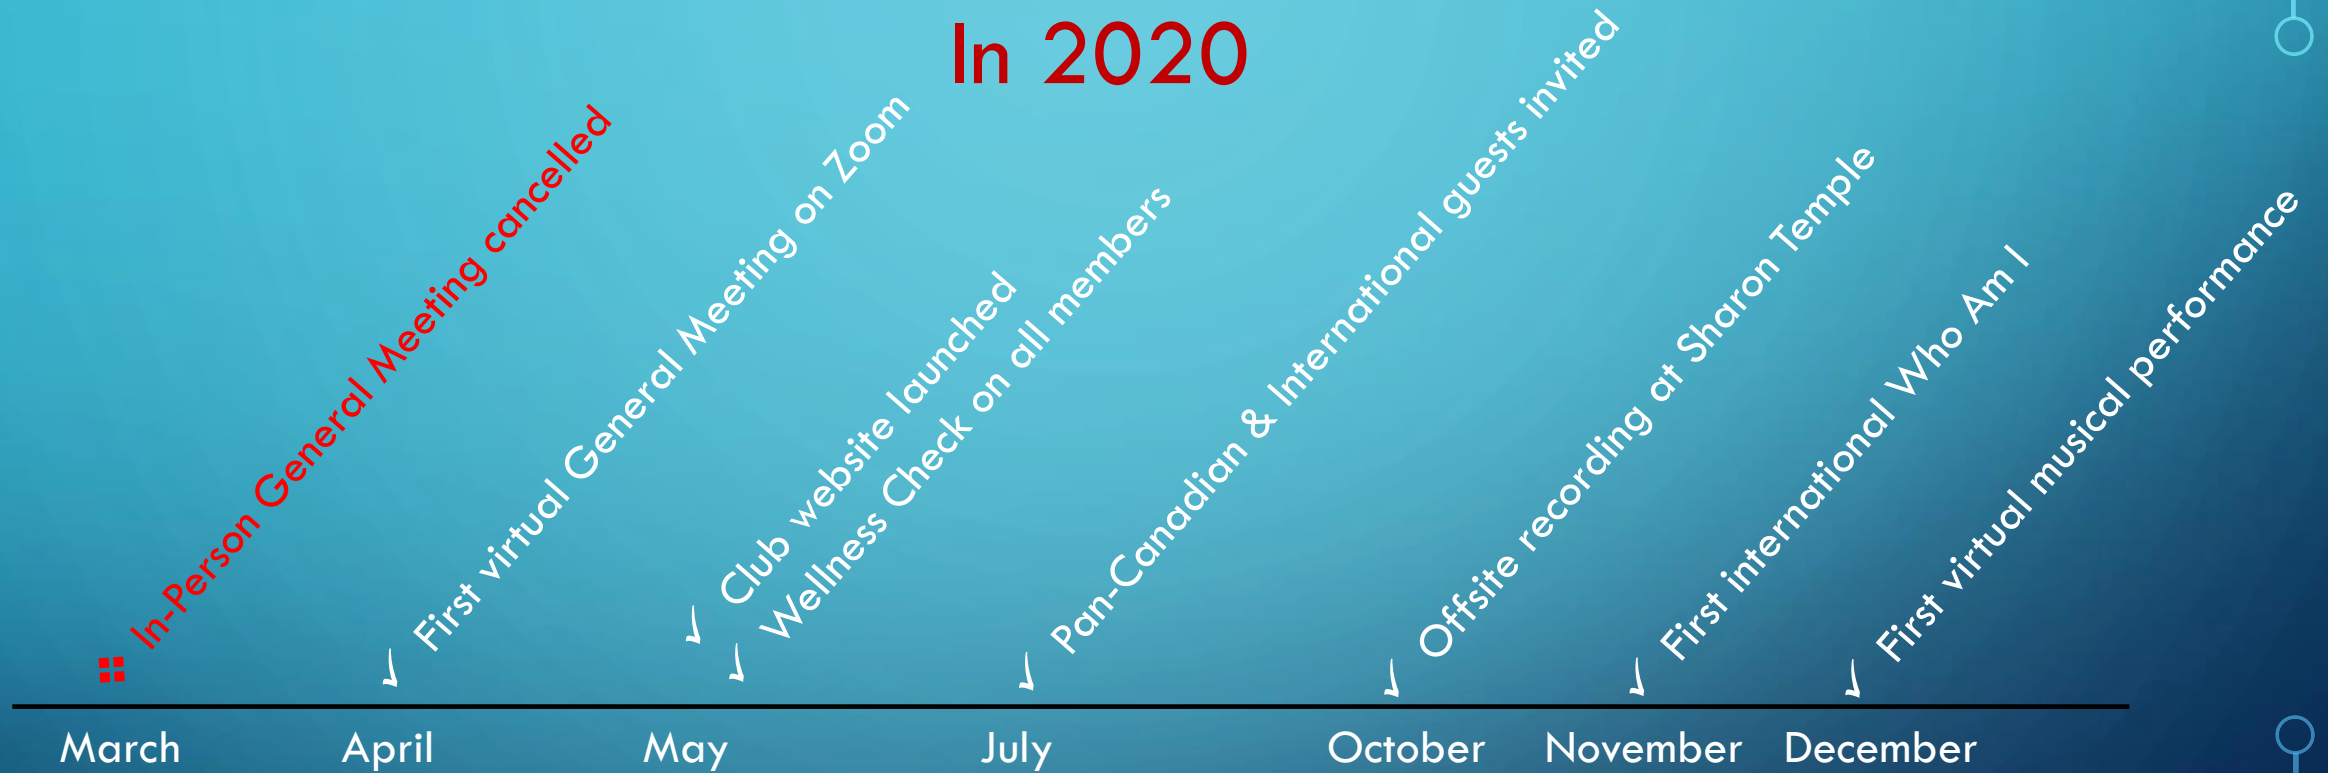 In 2020
In-Person General Meeting cancelled
First virtual General Meeting on Zoom
Club website launched
Wellness Check on all members
Pan-Canadian & International guests invited
Offsite recording at Sharon Temple
First international Who Am I
First virtual musical performance
March
April
May
July
October
November
December